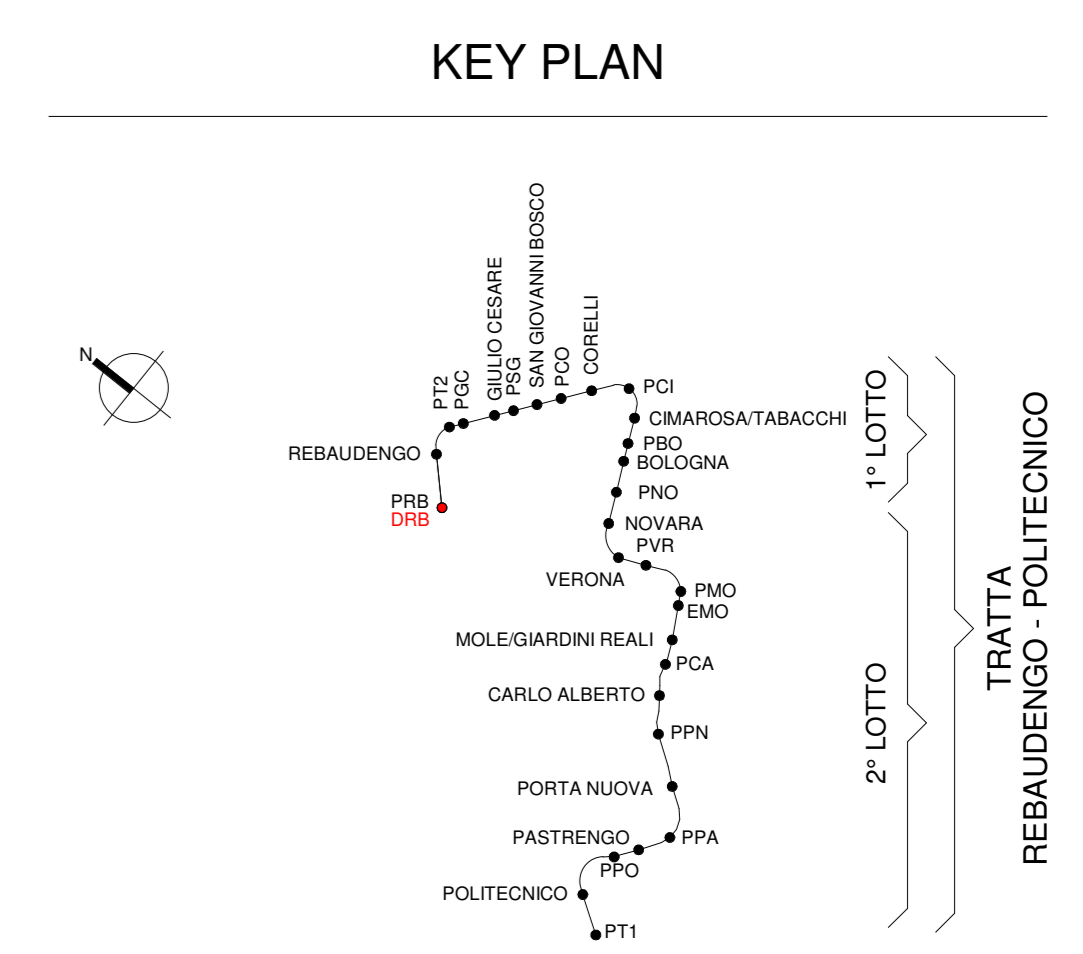 KEY PLAN
N
PT2
PGC
GIULIO CESARE
PSG
SAN GIOVANNI BOSCO
PCO
CORELLI
PCI
CIMAROSA/TABACCHI
REBAUDENGO
PBO
BOLOGNA
PRB
DRB
PNO
NOVARA
PVR
VERONA
PMO
EMO
MOLE/GIARDINI REALI
PCA
CARLO ALBERTO
PPN
PORTA NUOVA
PASTRENGO
PPA
PPO
POLITECNICO
PT1
1° LOTTO
2° LOTTO
TRATTA
REBAUDENGO - POLITECNICO